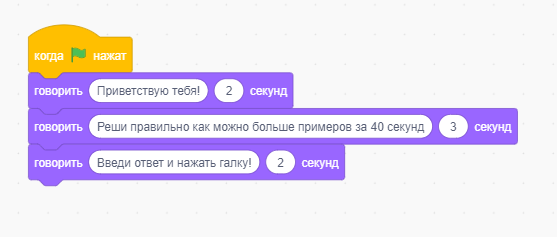 когда нажат
говорить Приветствую тебя! 2 секунд
говорить Реши правильно как можно больше примеров за 40 секунд 3 секунд
говорить Введи ответ и нажать галку! 2 секунд